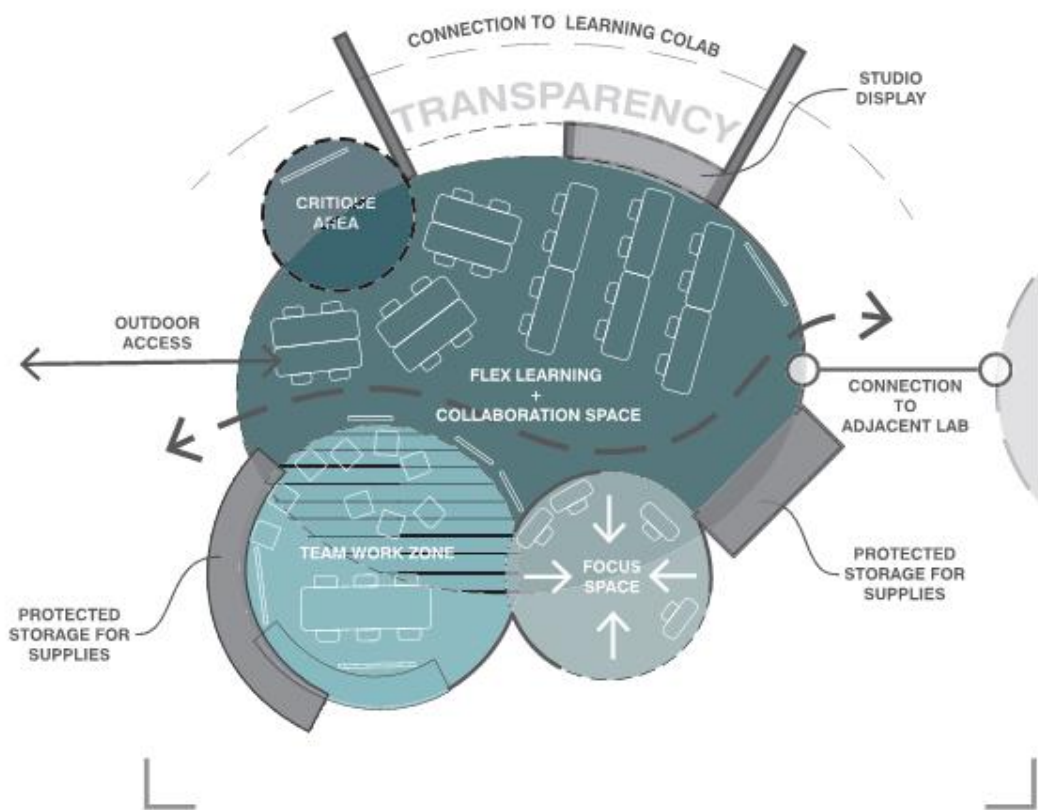 CONNECTION TO LEARNING COLAB
TRANSPARENCY
STUDIO
DISPLAY
CRITIQUE
AREA
OUTDOOR
ACCESS
FLEX LEARNING
+
COLLABORATION SPACE
CONNECTION
TO
ADJACENT LAB
TEAM WORK ZONE
FOCUS
SPACE
PROTECTED
STORAGE FOR
SUPPLIES
PROTECTED
STORAGE FOR
SUPPLIES